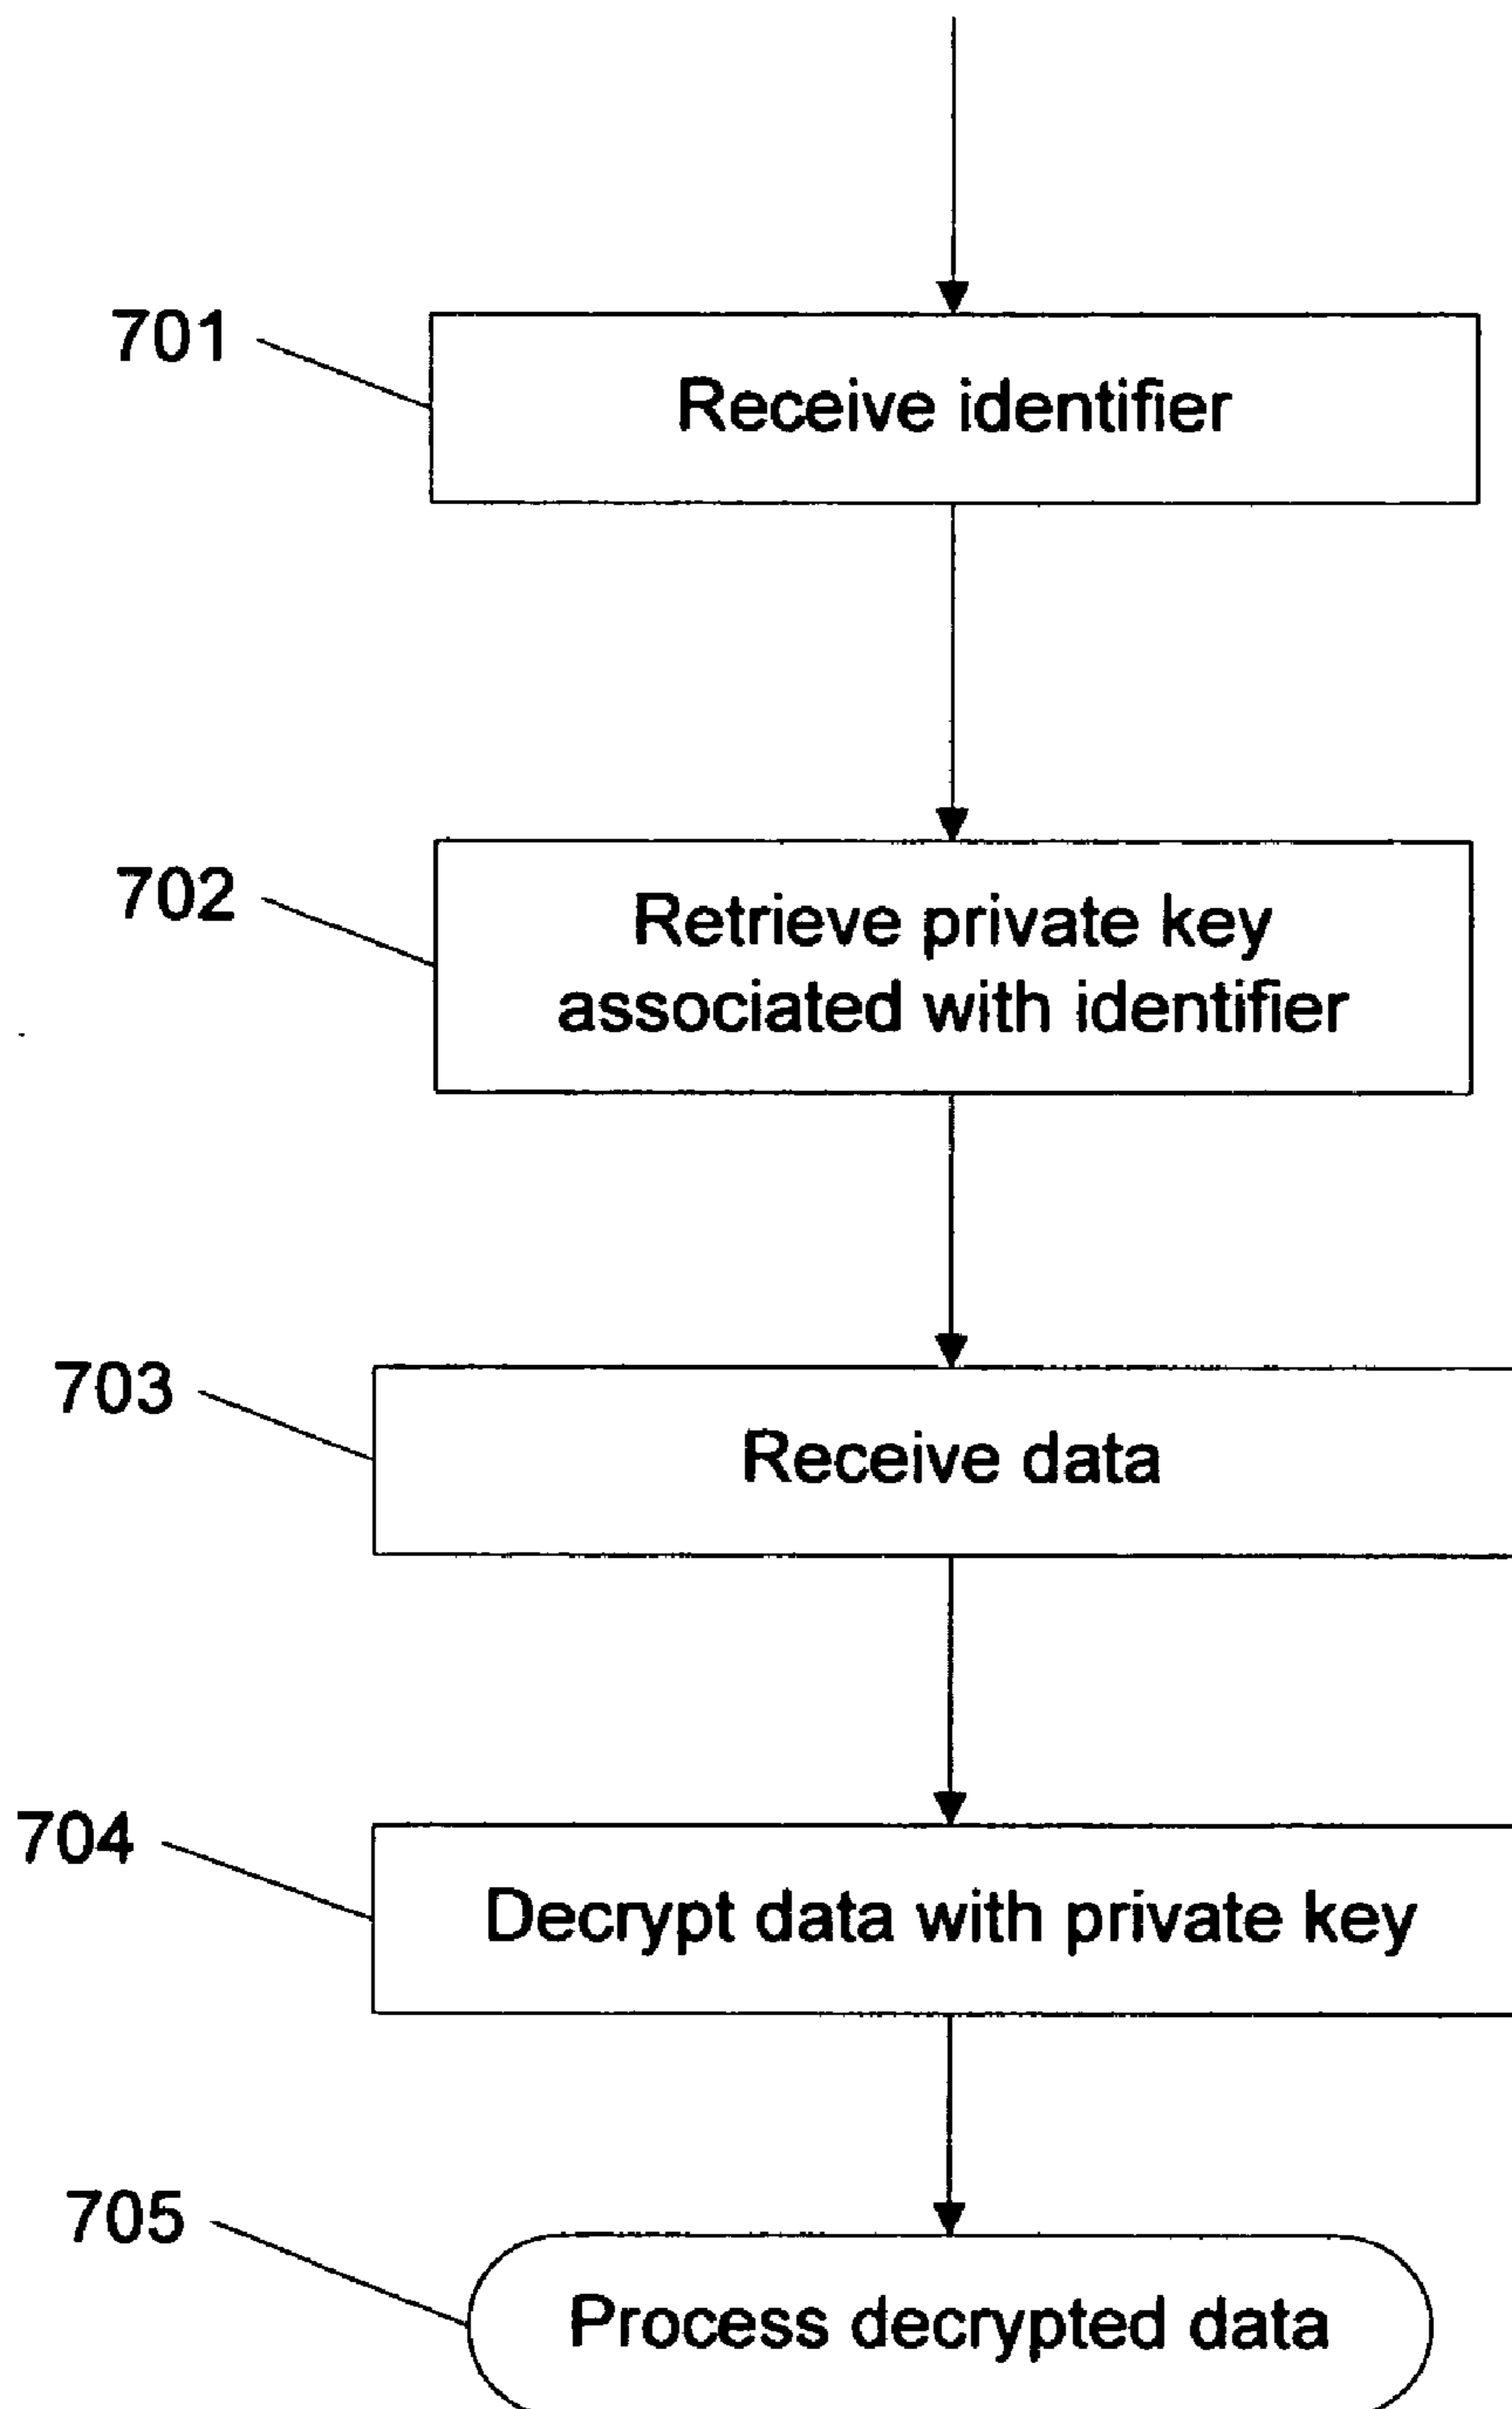 701
Receive identifier
702
Retrieve private key
associated with identifier
703
Receive data
704
Decrypt data with private key
705
Process decrypted data